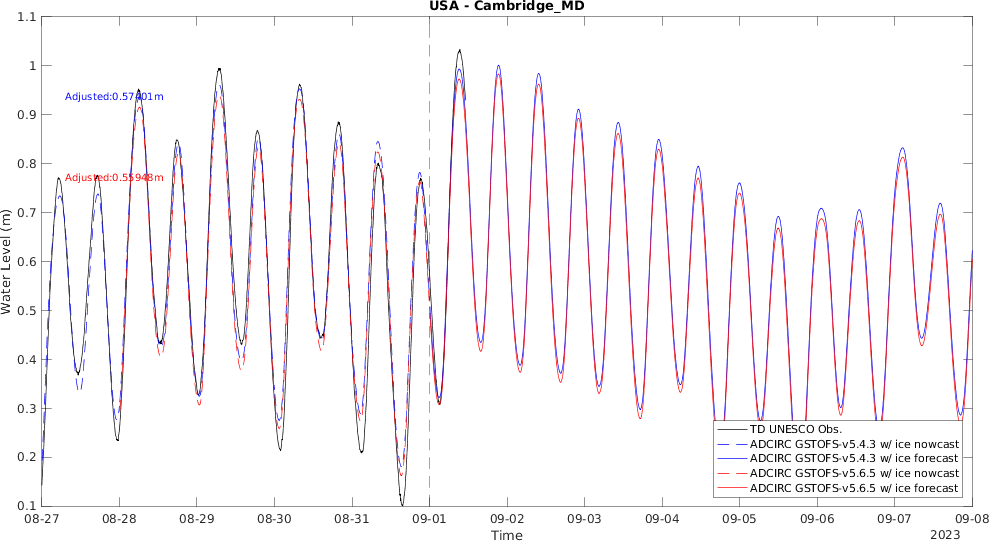 USA - Cambridge_MD
1.1
1
0.9
0.8
0.7
0.6
0.5
0.4
0.3
0.2
0.1
Water Level (m)
Adjusted:0.57401m
Adjusted:0.55948m
TD UNESCO Obs.
ADCIRC GSTOFS-v5.4.3 w/ ice nowcast
ADCIRC GSTOFS-v5.4.3 w/ ice forecast
ADCIRC GSTOFS-v5.6.5 w/ ice nowcast
ADCIRC GSTOFS-v5.6.5 w/ ice forecast
08-27 08-28 08-29 08-30 08-31 09-01 09-02 09-03 09-04 09-05 09-06 09-07 09-08
Time
2023